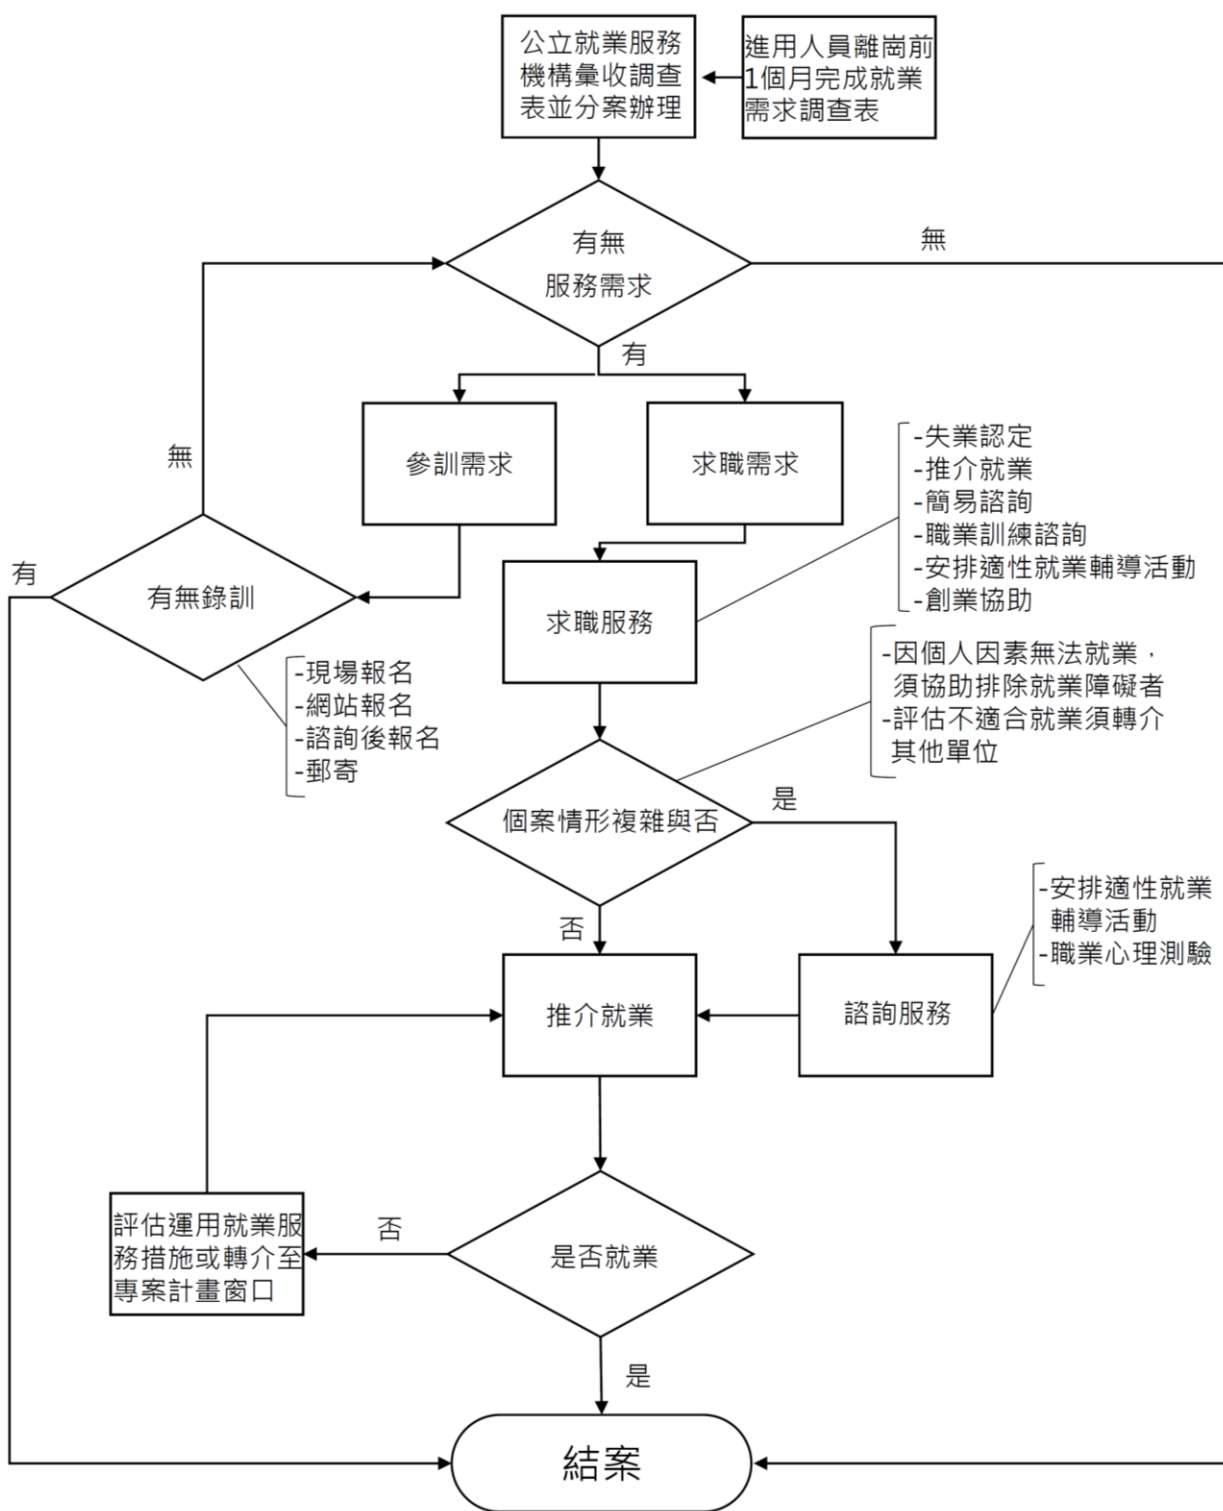 公立就業服務
機構彙收調查
表並分案辦理
進用人員離崗前
1個月完成就業
需求調查表
有無
服務需求
無
有
參訓需求
求職需求
無
有
有無錄訓
-現場報名
-網站報名
-諮詢後報名
-郵寄
求職服務
-失業認定
-推介就業
-簡易諮詢
-職業訓練諮詢
-安排適性就業輔導活動
-創業協助
-因個人因素無法就業，
須協助排除就業障礙者
-評估不適合就業須轉介
其他單位
個案情形複雜與否
是
否
-安排適性就業
輔導活動
-職業心理測驗
推介就業
諮詢服務
評估運用就業服
務措施或轉介至
專案計畫窗口
否
是否就業
是
結案